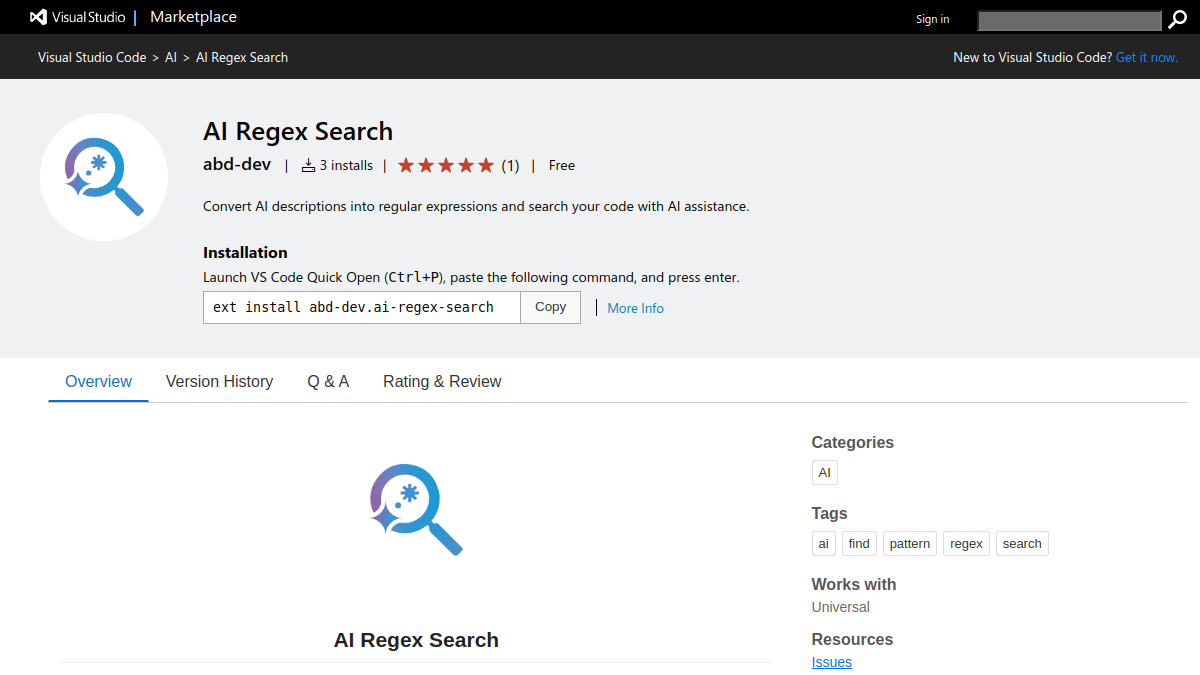 Visual Studio | Marketplace
Sign in
Visual Studio Code > AI > AI Regex Search
New to Visual Studio Code? Get it now.
AI Regex Search
abd-dev | 3 installs | (1) | Free
Convert AI descriptions into regular expressions and search your code with AI assistance.
Installation
Launch VS Code Quick Open (Ctrl+P), paste the following command, and press enter.
ext install abd-dev.ai-regex-search
Copy
More Info
Overview
Version History
Q & A
Rating & Review
AI Regex Search
Categories
AI
Tags
ai find pattern regex search
Works with
Universal
Resources
Issues